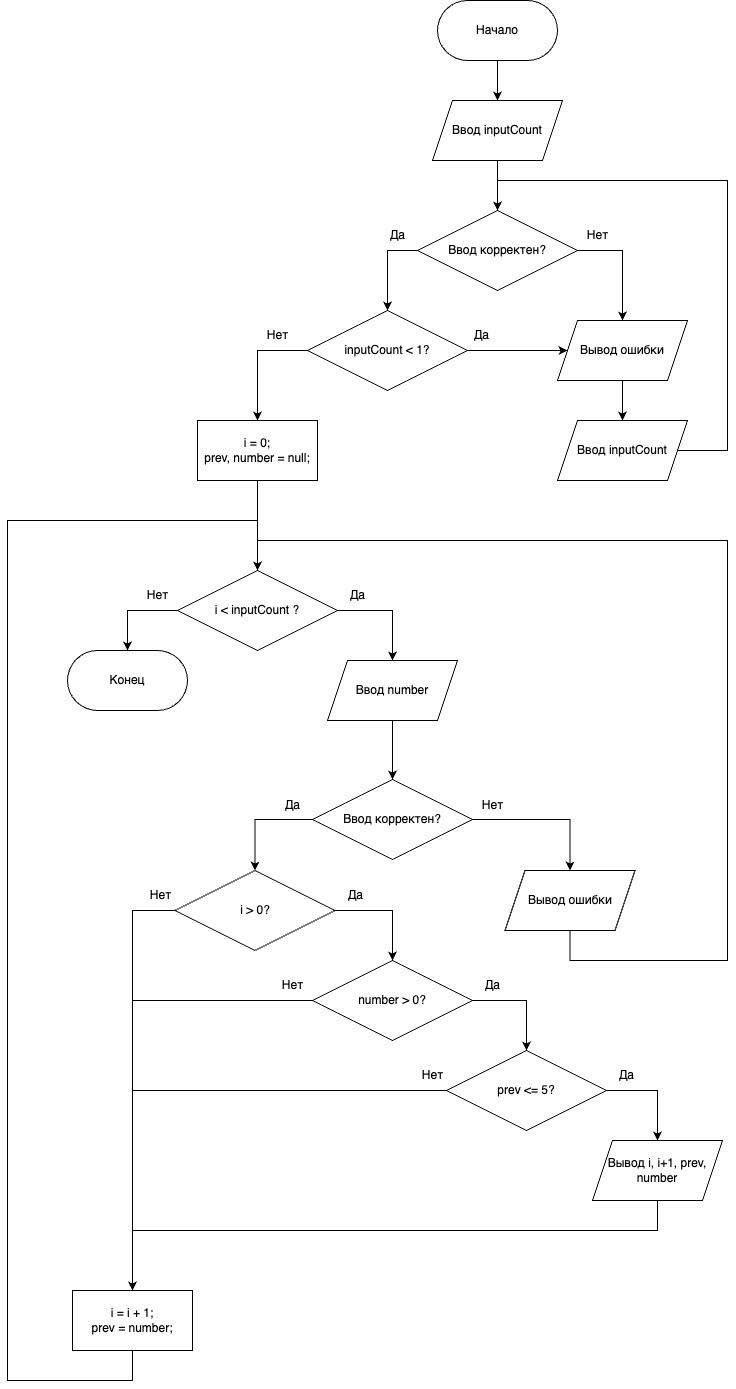 Начало
Ввод inputCount
Да
Ввод корректен?
Нет
Нет
inputCount < 1?
Да
Вывод ошибки
i = 0;
prev, number = null;
Ввод inputCount
Нет
i < inputCount ?
Да
Конец
Ввод number
Да
Ввод корректен?
Нет
Нет
i > 0?
Да
Вывод ошибки
Нет
number > 0?
Да
Нет
prev <= 5?
Да
Вывод i, i+1, prev,
number
i = i + 1;
prev = number;